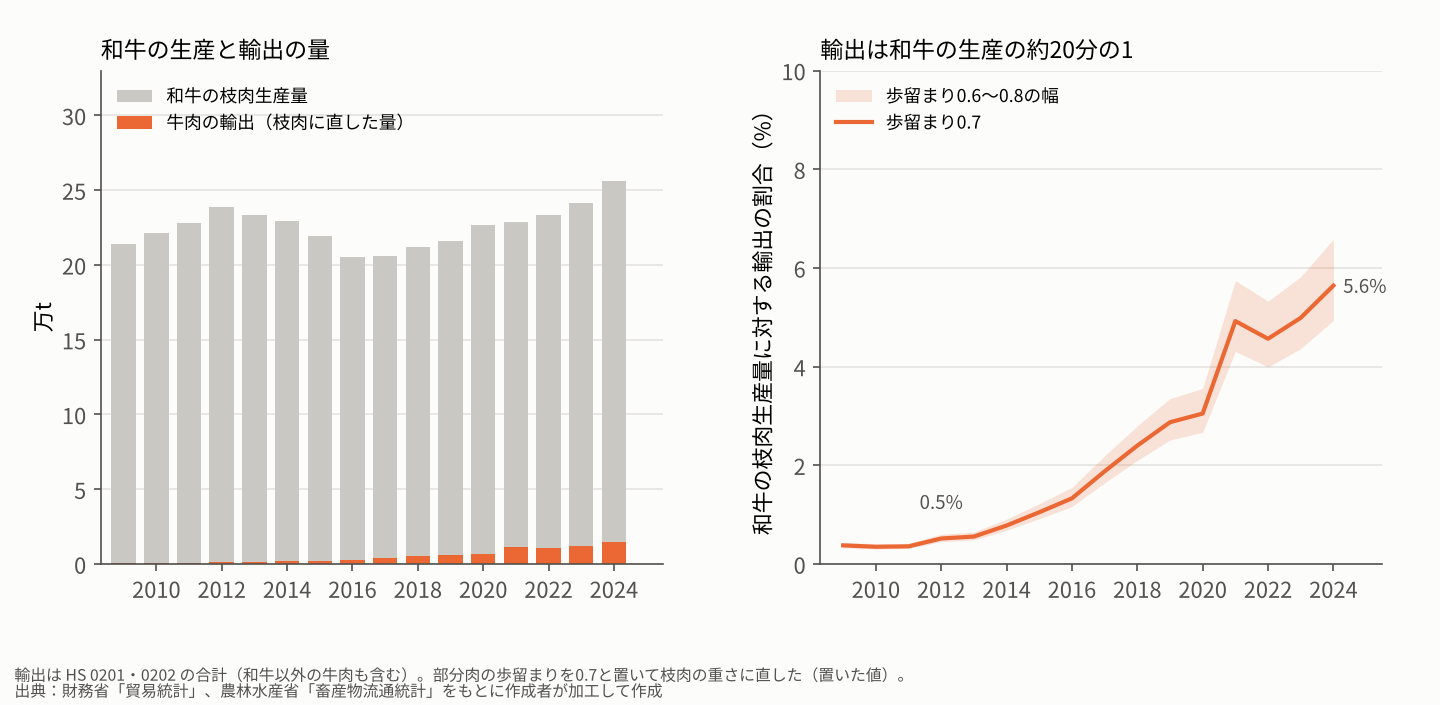 和牛の生産と輸出の量
和牛の枝肉生産量
牛肉の輸出（枝肉に直した量）
万t
30
25
20
15
10
5
0
2010 2012 2014 2016 2018 2020 2022 2024
輸出は和牛の生産の約20分の1
歩留まり0.6〜0.8の幅
歩留まり0.7
和牛の枝肉生産量に対する輸出の割合（%）
10
8
6
4
2
0
0.5%
5.6%
2010 2012 2014 2016 2018 2020 2022 2024
輸出は HS 0201・0202 の合計（和牛以外の牛肉も含む）。部分肉の歩留まりを0.7と置いて枝肉の重さに直した（置いた値）。
出典：財務省「貿易統計」、農林水産省「畜産物流通統計」をもとに作成者が加工して作成